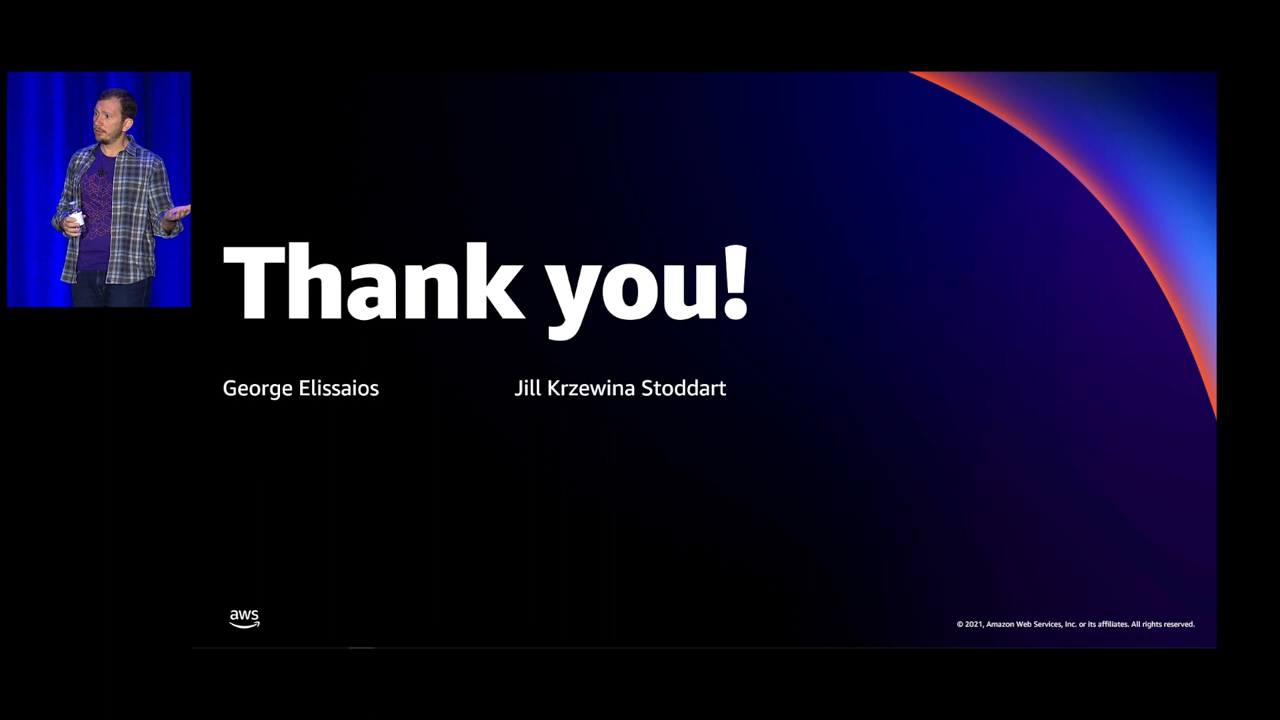 Thank you!
George Elissaios
Jill Krzewina Stoddart
aws
© 2021, Amazon Web Services, Inc. or its affiliates. All rights reserved.